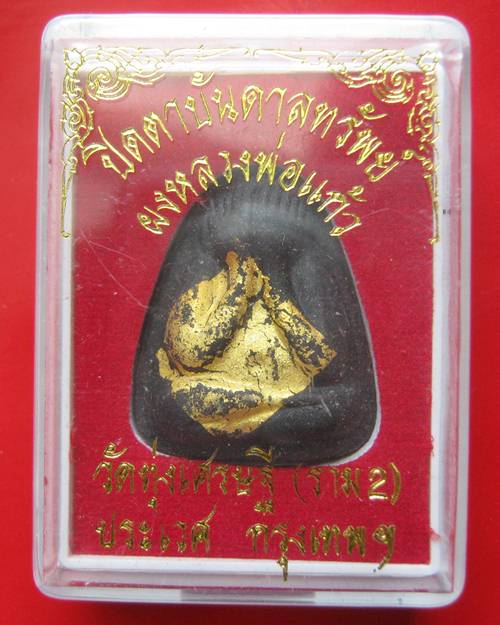 ปิดตาบันดาลทรัพย์
ผงหลวงพ่อแก้ว
วัดทุ่งเศรษฐี (ราม 2)
ประเวศ กรุงเทพฯ